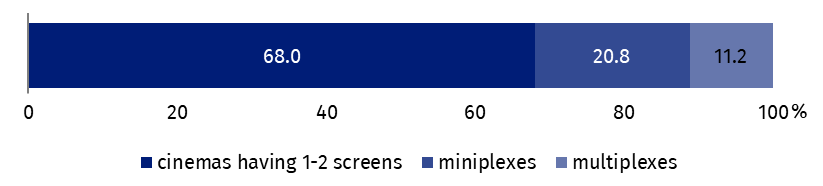 68.0 20.8 11.2
0 20 40 60 80 100 %
cinemas having 1-2 screens miniplexes multiplexes